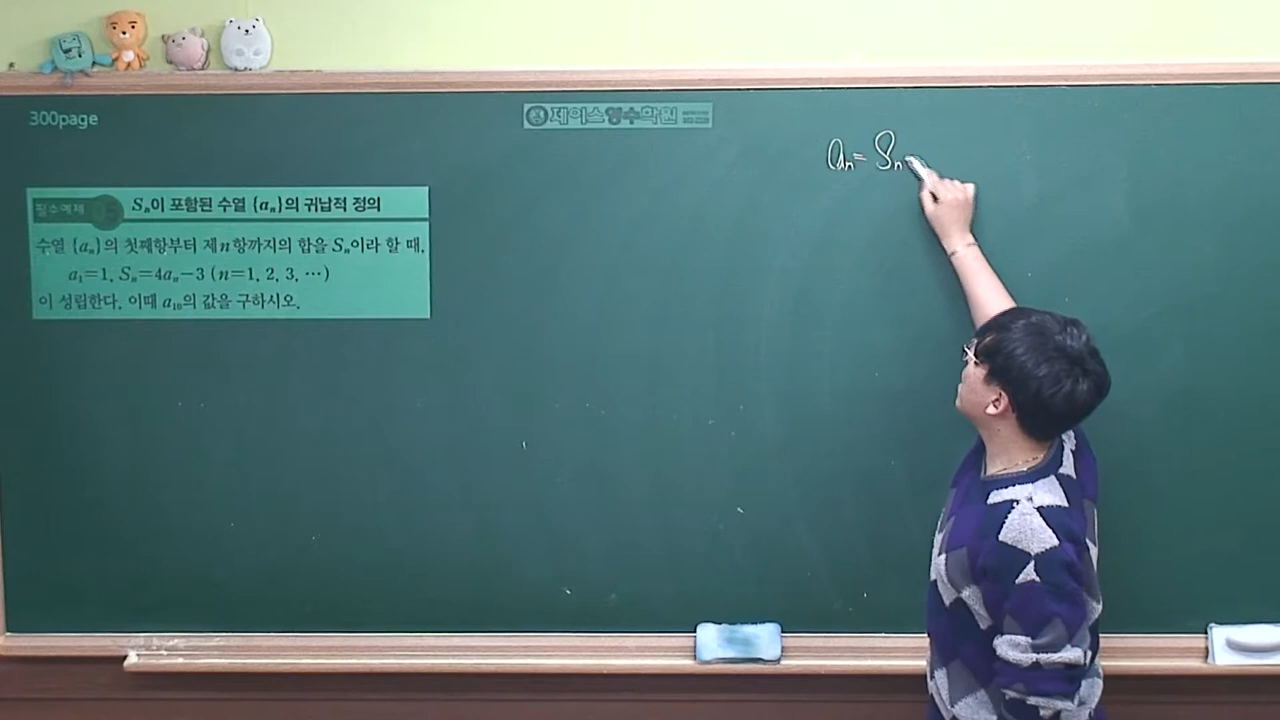 300page
제이스영수학원
필수예제
Sₙ이 포함된 수열 {aₙ}의 귀납적 정의
수열 {aₙ}의 첫째항부터 제n항까지의 합을 Sₙ이라 할 때,
a₁=1, Sₙ=4aₙ−3 (n=1, 2, 3, ⋯)
이 성립한다. 이때 a₁₀의 값을 구하시오.
aₙ= Sₙ